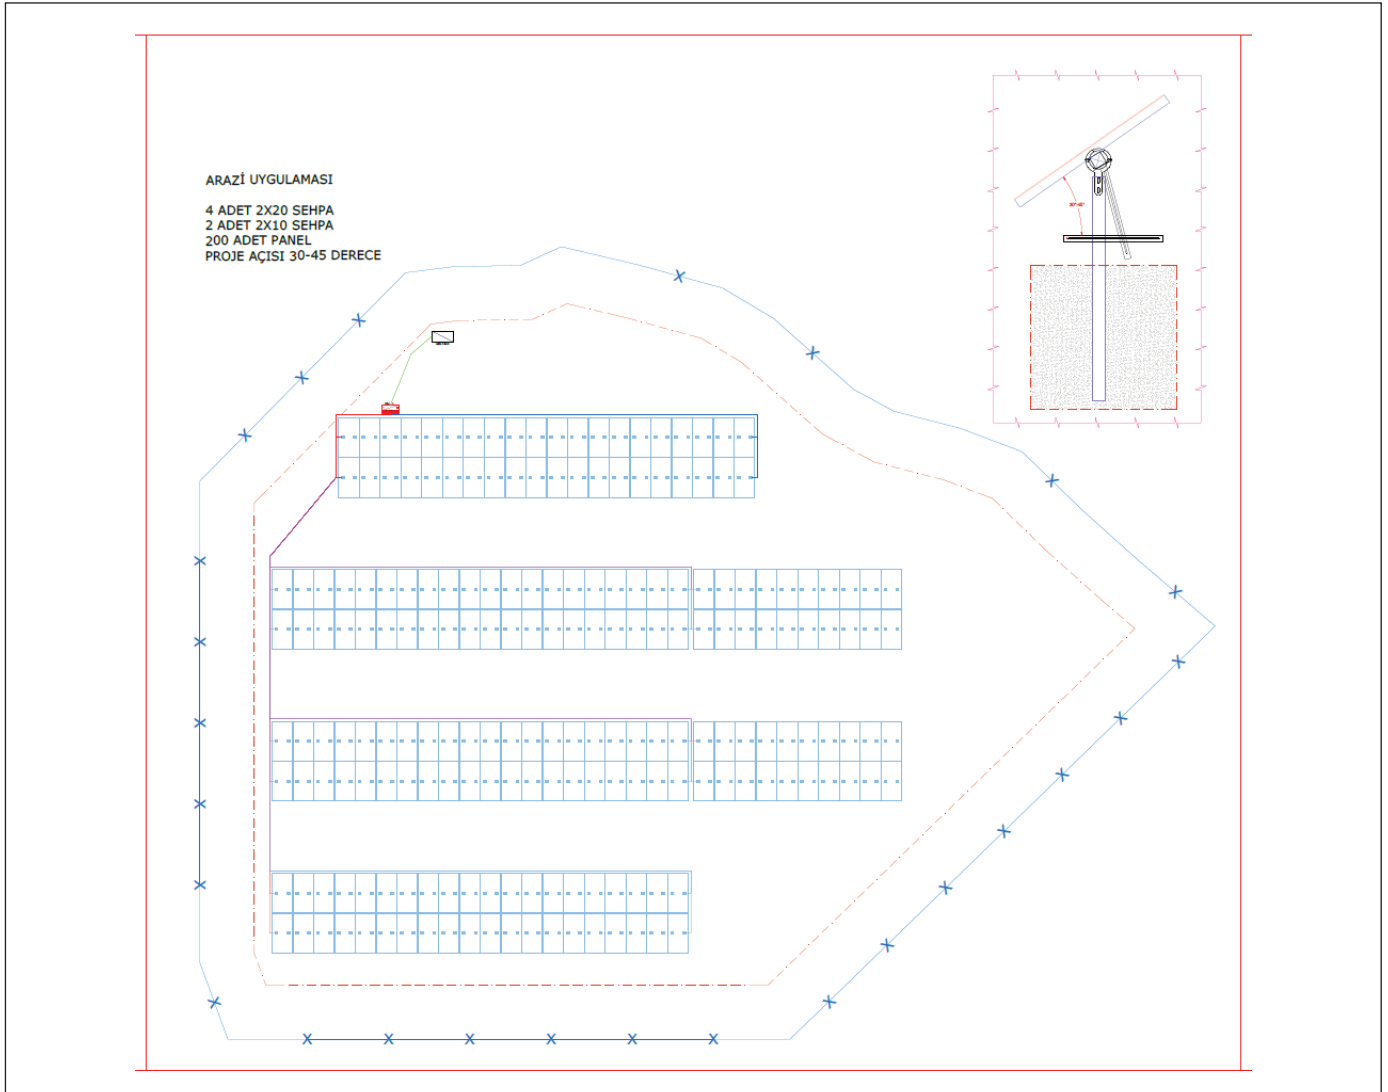 ARAZİ UYGULAMASI
4 ADET 2X20 SEHPA
2 ADET 2X10 SEHPA
200 ADET PANEL
PROJE AÇISI 30-45 DERECE